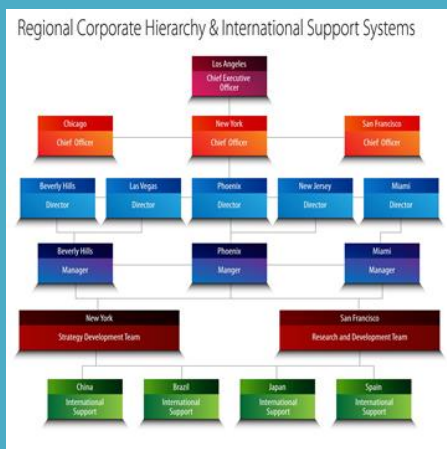 Regional Corporate Hierarchy & International Support Systems
Los Angeles
Chief Executive
Officer
Chicago
Chief Officer
New York
Chief Officer
San Francisco
Chief Officer
Beverly Hills
Director
Las Vegas
Director
Phoenix
Director
New Jersey
Director
Miami
Director
Beverly Hills
Manager
Phoenix
Manger
Miami
Manager
New York
Strategy Development Team
San Francisco
Research and Development Team
China
International
Support
Brazil
International
Support
Japan
International
Support
Spain
International
Support